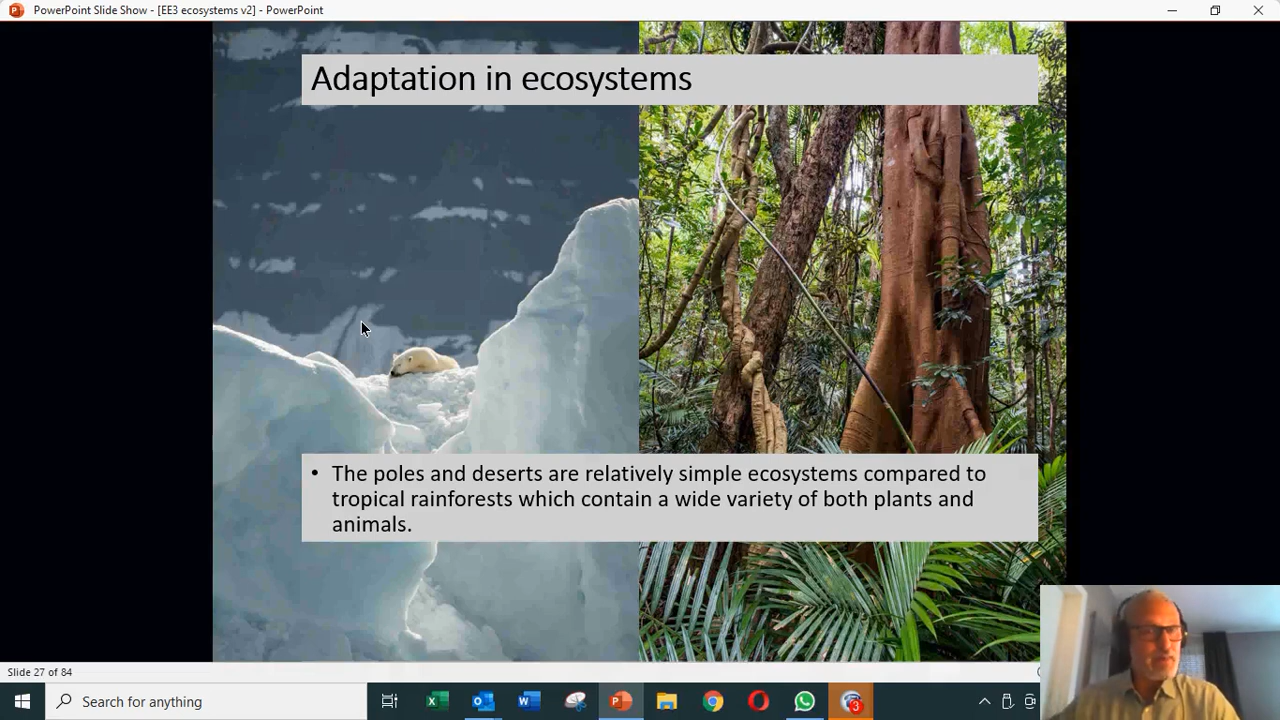 PowerPoint Slide Show - [EE3 ecosystems v2] - PowerPoint
Adaptation in ecosystems
• The poles and deserts are relatively simple ecosystems compared to
tropical rainforests which contain a wide variety of both plants and
animals.
Slide 27 of 84
Search for anything
3